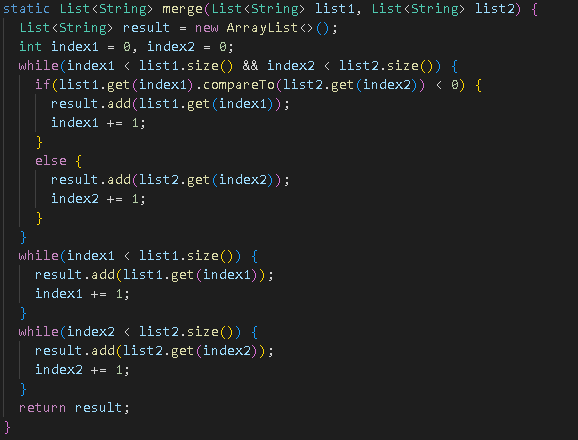 static List<String> merge(List<String> list1, List<String> list2) {
  List<String> result = new ArrayList<>();
  int index1 = 0, index2 = 0;
  while(index1 < list1.size() && index2 < list2.size()) {
    if(list1.get(index1).compareTo(list2.get(index2)) < 0) {
      result.add(list1.get(index1));
      index1 += 1;
    }
    else {
      result.add(list2.get(index2));
      index2 += 1;
    }
  }
  while(index1 < list1.size()) {
    result.add(list1.get(index1));
    index1 += 1;
  }
  while(index2 < list2.size()) {
    result.add(list2.get(index2));
    index2 += 1;
  }
  return result;
}